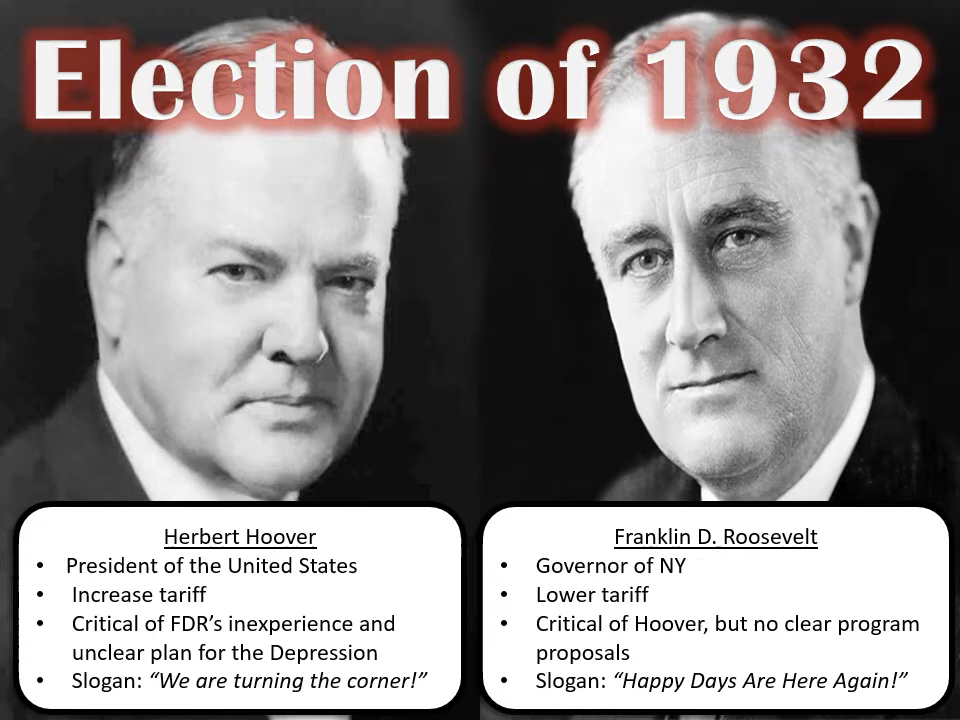 Election of 1932
Herbert Hoover
• President of the United States
• Increase tariff
• Critical of FDR’s inexperience and
unclear plan for the Depression
• Slogan: “We are turning the corner!”
Franklin D. Roosevelt
• Governor of NY
• Lower tariff
• Critical of Hoover, but no clear program
proposals
• Slogan: “Happy Days Are Here Again!”